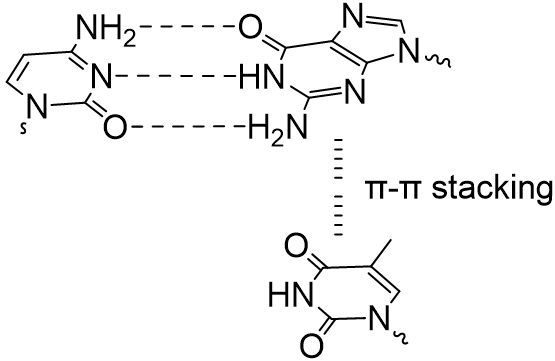 NH2 O N
N HN N
N N
O H2N
π-π stacking
O
HN
N
O